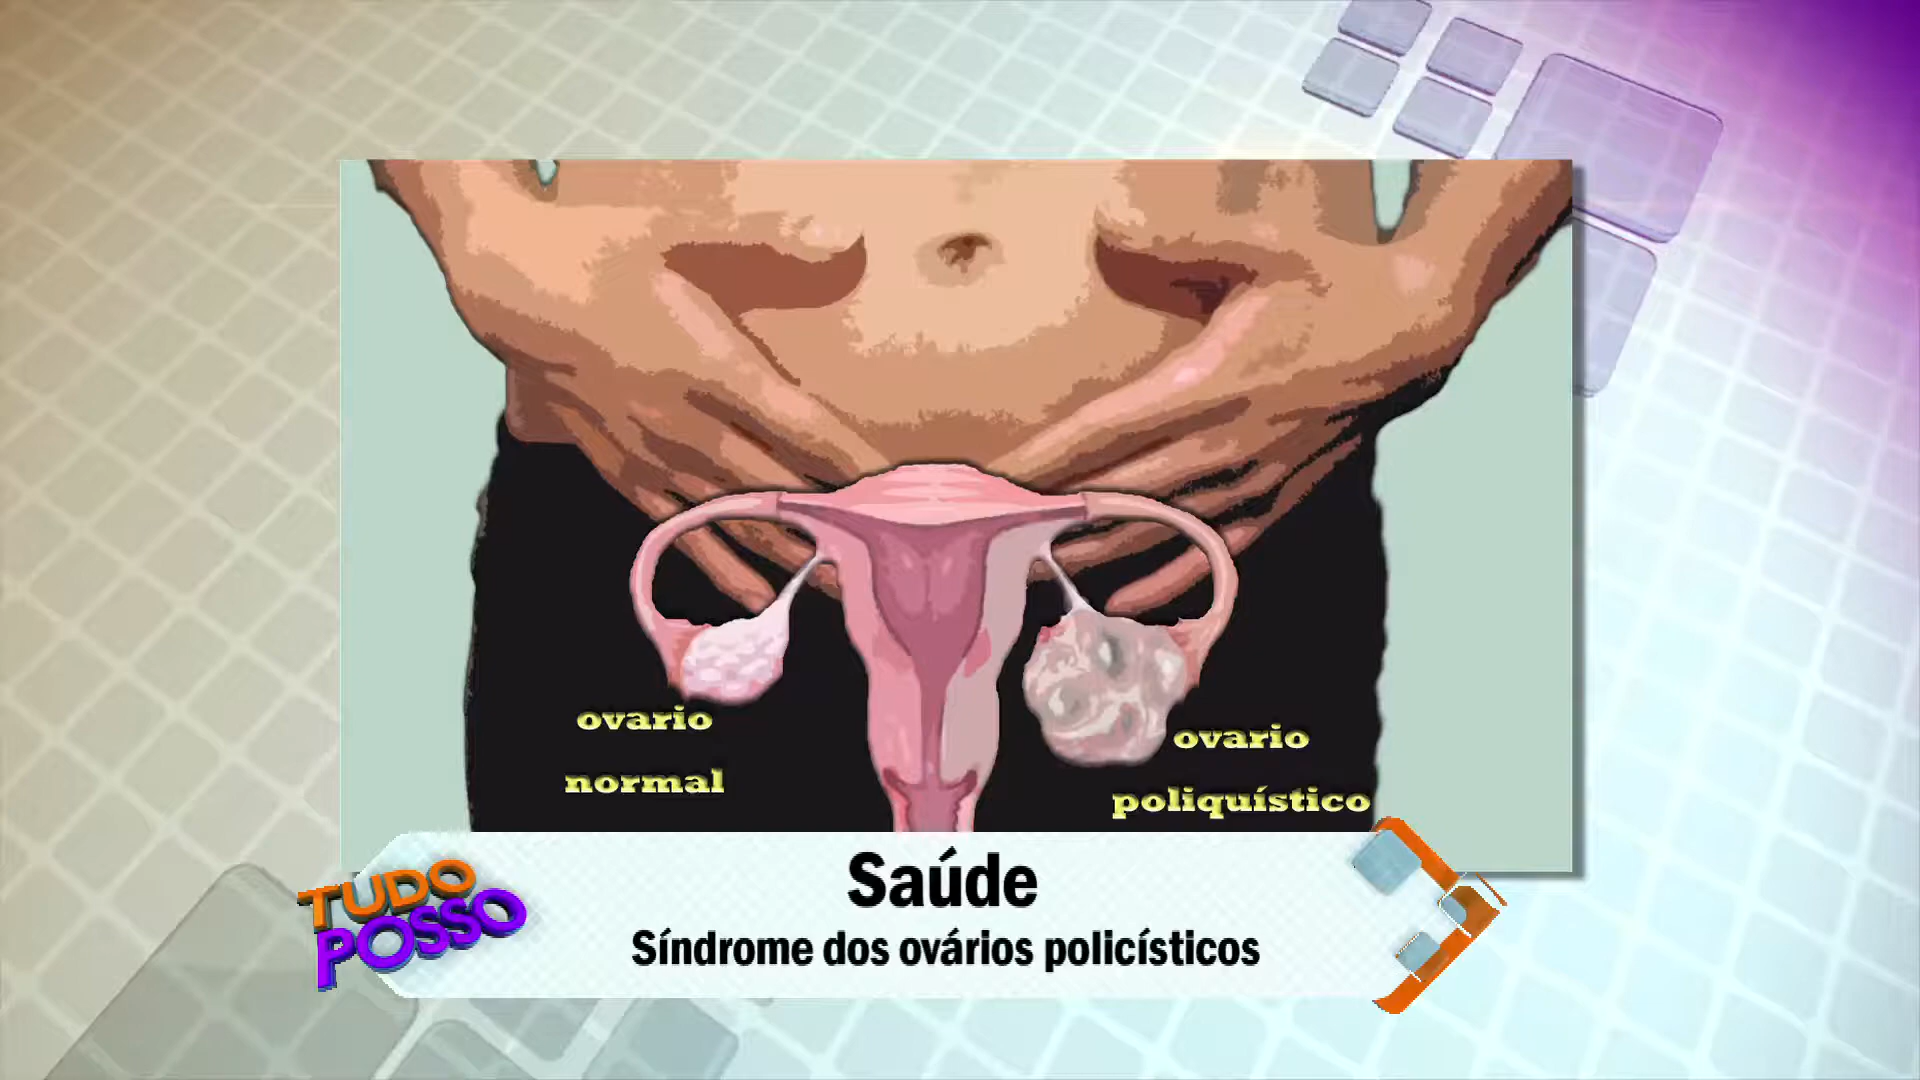 ovario
normal
ovario
poliquístico
TUDO
POSSO
Saúde
Síndrome dos ovários policísticos